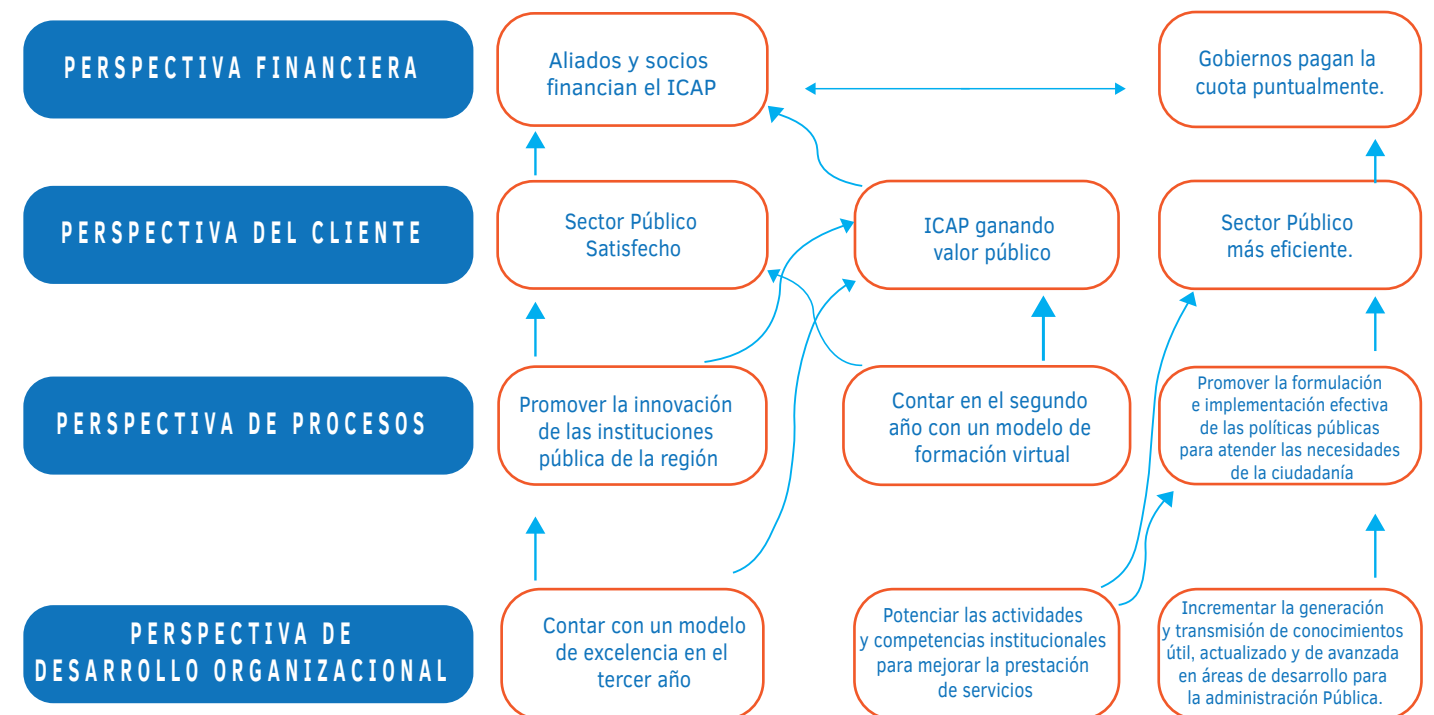 PERSPECTIVA FINANCIERA
Aliados y socios
financian el ICAP
Gobiernos pagan la
cuota puntualmente.
PERSPECTIVA DEL CLIENTE
Sector Público
Satisfecho
ICAP ganando
valor público
Sector Público
más eficiente.
PERSPECTIVA DE PROCESOS
Promover la innovación
de las instituciones
pública de la región
Contar en el segundo
año con un modelo de
formación virtual
Promover la formulación
e implementación efectiva
de las políticas públicas
para atender las necesidades
de la ciudadanía
PERSPECTIVA DE
DESARROLLO ORGANIZACIONAL
Contar con un modelo
de excelencia en el
tercer año
Potenciar las actividades
y competencias institucionales
para mejorar la prestación
de servicios
Incrementar la generación
y transmisión de conocimientos
útil, actualizado y de avanzada
en áreas de desarrollo para
la administración Pública.